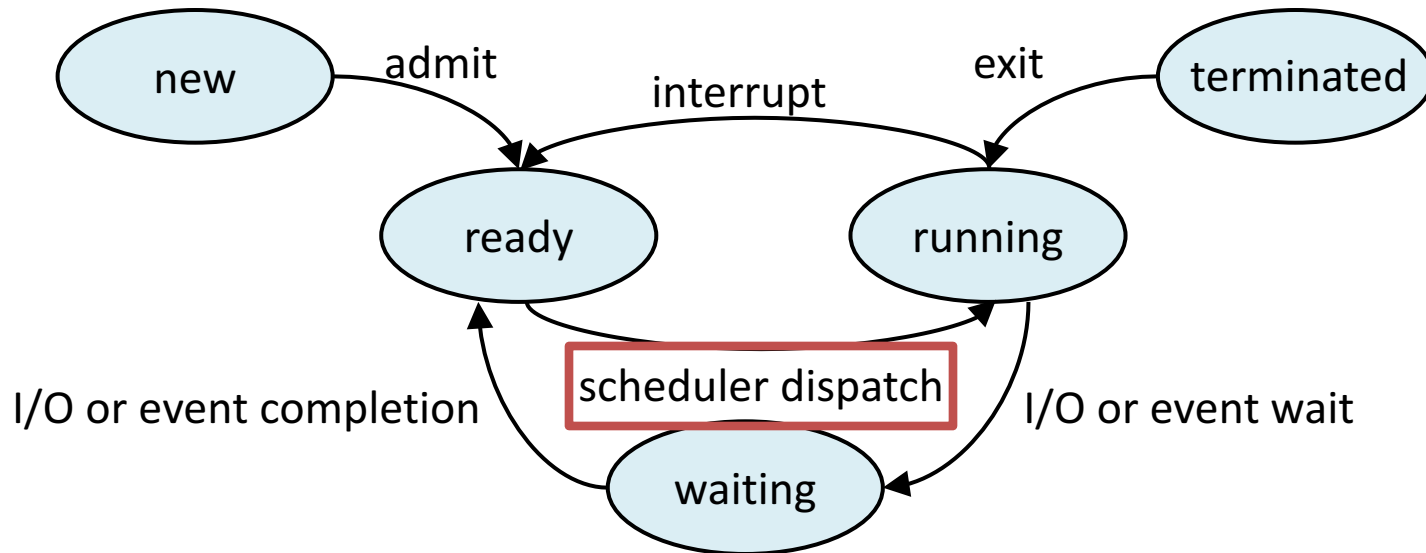 new
admit
interrupt
exit
terminated
ready
running
I/O or event completion
scheduler dispatch
I/O or event wait
waiting